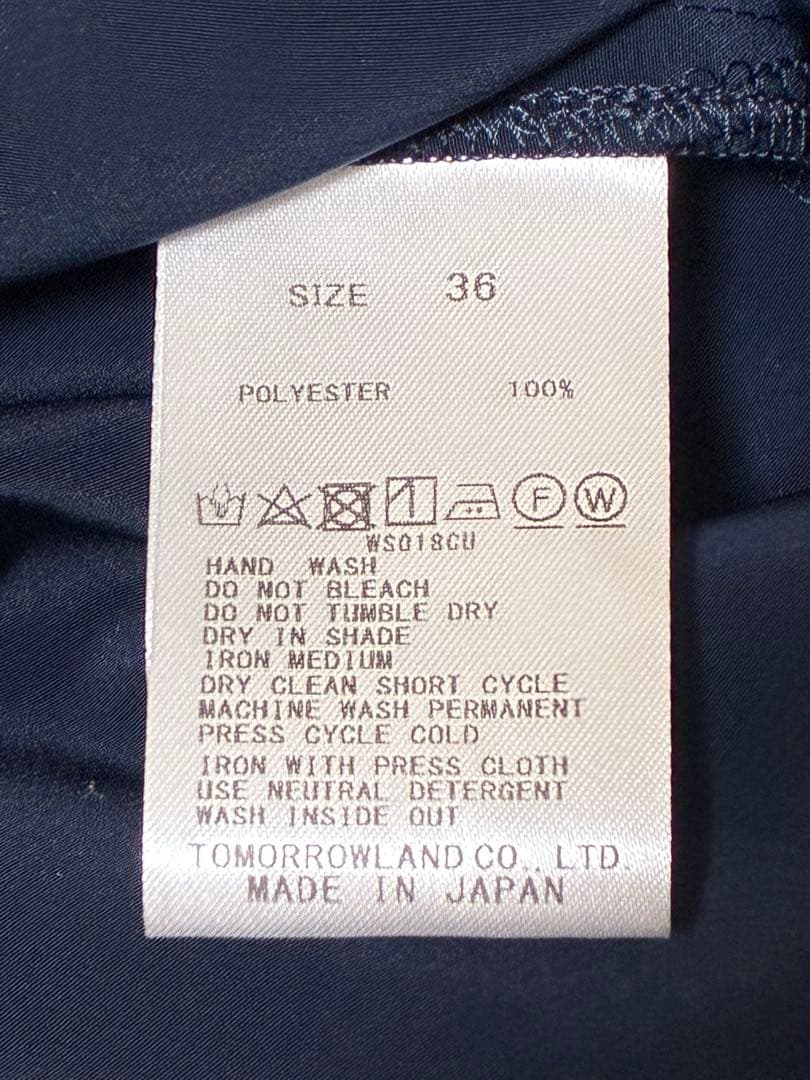 SIZE 36
POLYESTER 100%
F W
WS018CU
HAND WASH
DO NOT BLEACH
DO NOT TUMBLE DRY
DRY IN SHADE
IRON MEDIUM
DRY CLEAN SHORT CYCLE
MACHINE WASH PERMANENT
PRESS CYCLE COLD
IRON WITH PRESS CLOTH
USE NEUTRAL DETERGENT
WASH INSIDE OUT
TOMORROWLAND CO., LTD.
MADE IN JAPAN